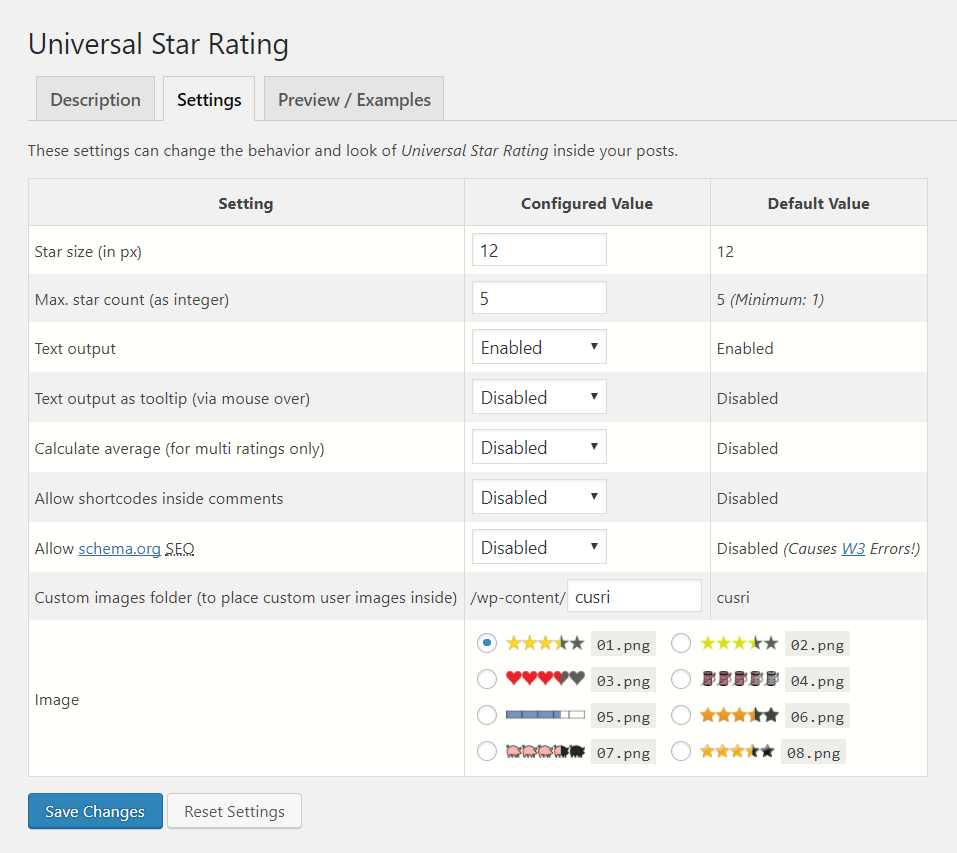 Universal Star Rating
Description Settings Preview / Examples
These settings can change the behavior and look of Universal Star Rating inside your posts.
Setting Configured Value Default Value
Star size (in px) 12 12
Max. star count (as integer) 5 5 (Minimum: 1)
Text output Enabled Enabled
Text output as tooltip (via mouse over) Disabled Disabled
Calculate average (for multi ratings only) Disabled Disabled
Allow shortcodes inside comments Disabled Disabled
Allow schema.org SEO Disabled Disabled (Causes W3 Errors!)
Custom images folder (to place custom user images inside) /wp-content/ cusri cusri
Image
01.png 02.png
03.png 04.png
05.png 06.png
07.png 08.png
Save Changes Reset Settings